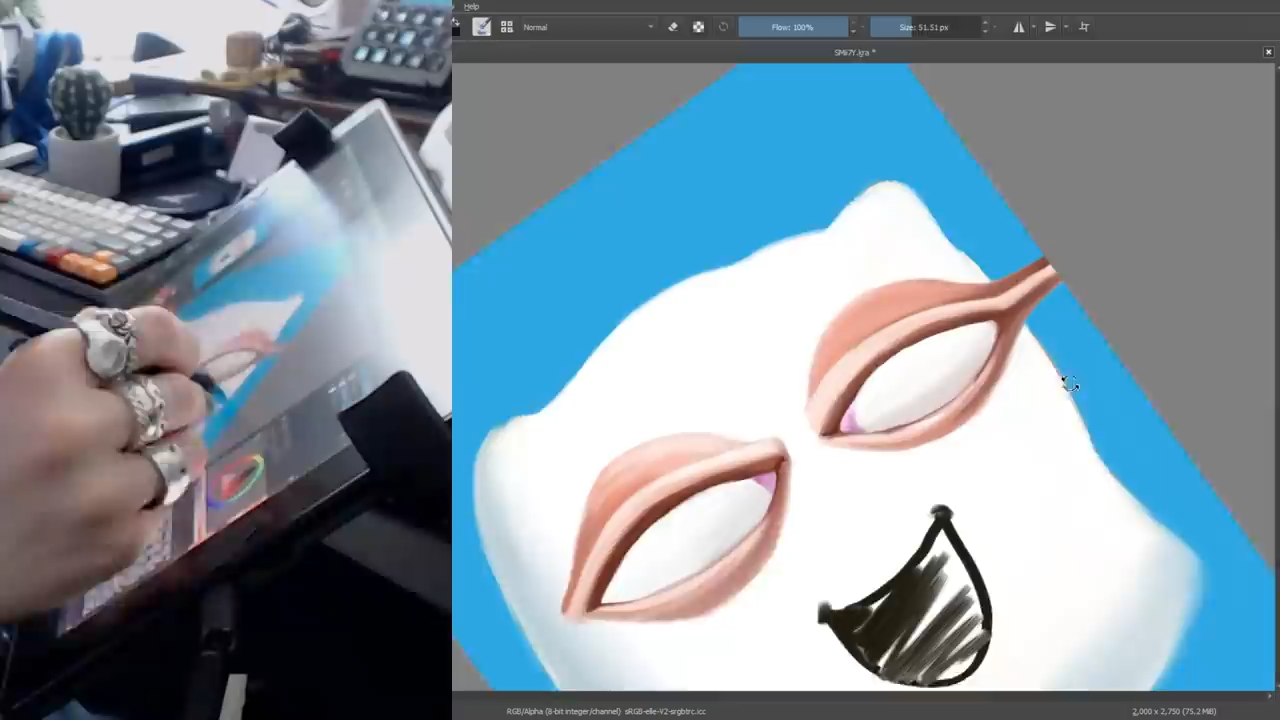 Help
Normal
Flow: 100%
Size: 51.51 px
SMi7Y.kra *
RGB/Alpha (8-bit integer/channel) sRGB-elle-V2-srgbtrc.icc
2,000 x 2,750 (75.2 MiB)